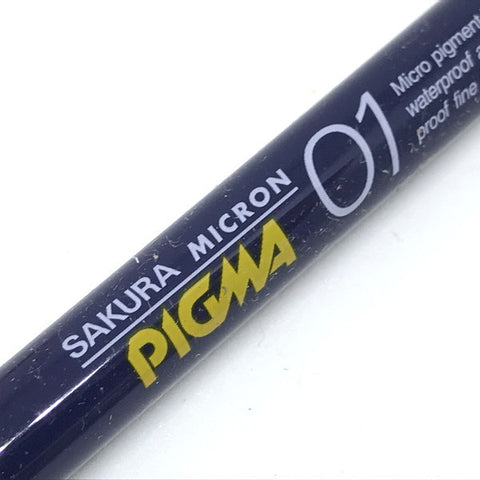 SAKURA MICRON
PIGMA
01
Micro pigment
waterproof a
proof fine